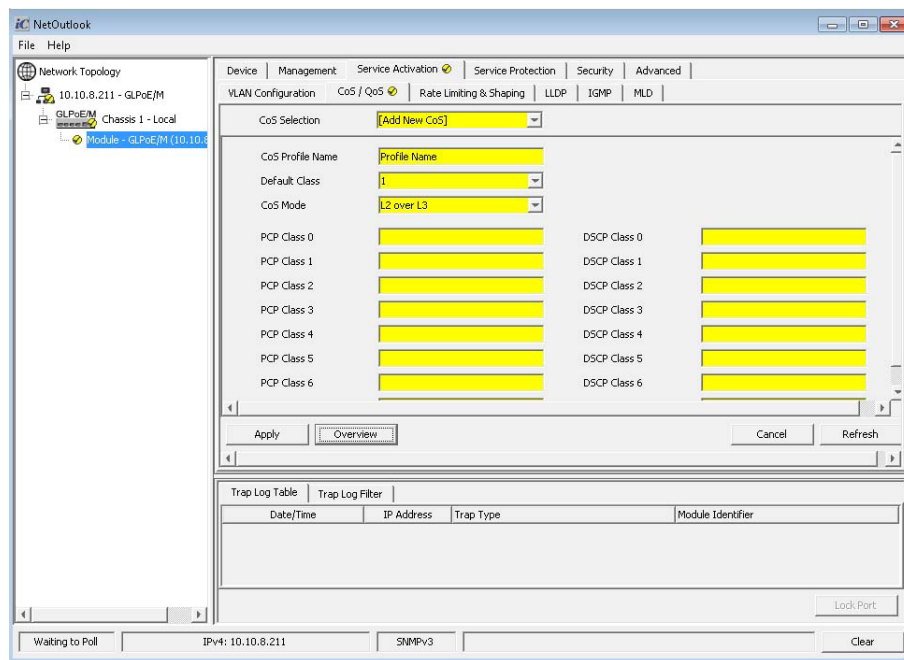 iC NetOutlook
File Help
Network Topology
10.10.8.211 - GLPoE/M
GLPoE/M Chassis 1 - Local
Module - GLPoE/M (10.10.8
Device Management Service Activation Service Protection Security Advanced
VLAN Configuration CoS / QoS Rate Limiting & Shaping LLDP IGMP MLD
CoS Selection [Add New CoS]
CoS Profile Name Profile Name
Default Class 1
CoS Mode L2 over L3
PCP Class 0 DSCP Class 0
PCP Class 1 DSCP Class 1
PCP Class 2 DSCP Class 2
PCP Class 3 DSCP Class 3
PCP Class 4 DSCP Class 4
PCP Class 5 DSCP Class 5
PCP Class 6 DSCP Class 6
Apply Overview Cancel Refresh
Trap Log Table Trap Log Filter
Date/Time IP Address Trap Type Module Identifier
Lock Port
Waiting to Poll IPv4: 10.10.8.211 SNMPv3 Clear